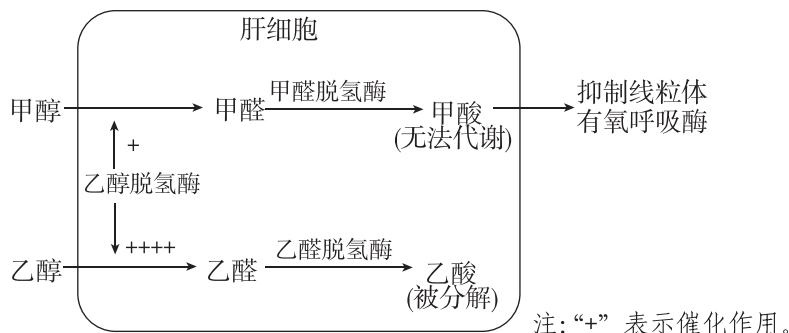 肝细胞
甲醇
甲醛
甲醛脱氢酶
甲酸
(无法代谢)
抑制线粒体
有氧呼吸酶
+
乙醇脱氢酶
++++
乙醇
乙醛
乙醛脱氢酶
乙酸
(被分解)
注:“+”表示催化作用。